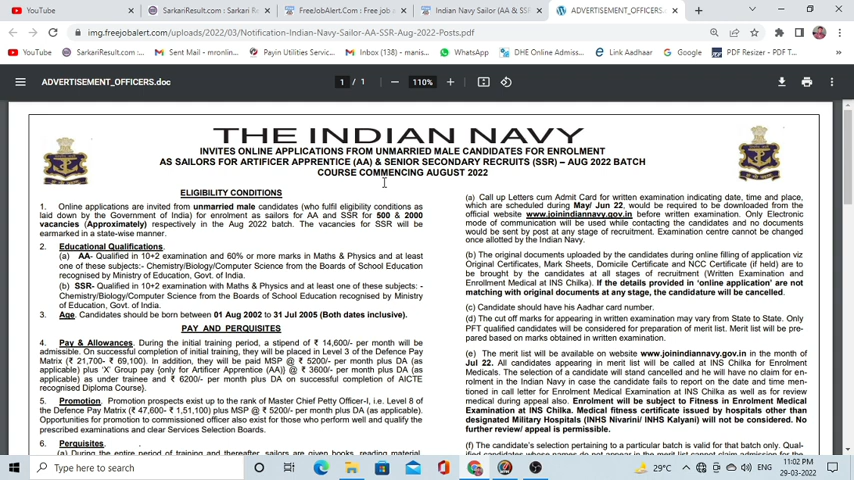 YouTube
SarkariResult.com : Sarkari R
FreeJobAlert.Com : Free job a
Indian Navy Sailor (AA & SSR
ADVERTISEMENT_OFFICERS.doc
img.freejobalert.com/uploads/2022/03/Notification-Indian-Navy-Sailor-AA-SSR-Aug-2022-Posts.pdf
YouTube
SarkariResult.com:...
Sent Mail - mronlin...
Payin Utilities Servic...
Inbox (138) - manis...
WhatsApp
DHE Online Admiss...
Link Aadhaar
Google
PDF Resizer - PDF...
ADVERTISEMENT_OFFICERS.doc
1 / 1
110%
THE INDIAN NAVY
INVITES ONLINE APPLICATIONS FROM UNMARRIED MALE CANDIDATES FOR ENROLMENT
AS SAILORS FOR ARTIFICER APPRENTICE (AA) & SENIOR SECONDARY RECRUITS (SSR) – AUG 2022 BATCH
COURSE COMMENCING AUGUST 2022
ELIGIBILITY CONDITIONS
1. Online applications are invited from unmarried male candidates (who fulfil eligibility conditions as
laid down by the Government of India) for enrolment as sailors for AA and SSR for 500 & 2000
vacancies (Approximately) respectively in the Aug 2022 batch. The vacancies for SSR will be
earmarked in a state-wise manner.
2. Educational Qualifications.
(a) AA- Qualified in 10+2 examination and 60% or more marks in Maths & Physics and at least
one of these subjects:- Chemistry/Biology/Computer Science from the Boards of School Education
recognised by Ministry of Education, Govt. of India.
(b) SSR- Qualified in 10+2 examination with Maths & Physics and at least one of these subjects: -
Chemistry/Biology/Computer Science from the Boards of School Education recognised by Ministry
of Education, Govt. of India.
3. Age. Candidates should be born between 01 Aug 2002 to 31 Jul 2005 (Both dates inclusive).
PAY AND PERQUISITES
4. Pay & Allowances. During the initial training period, a stipend of ₹ 14,600/- per month will be
admissible. On successful completion of initial training, they will be placed in Level 3 of the Defence Pay
Matrix (₹ 21,700- ₹ 69,100). In addition, they will be paid MSP @ ₹ 5200/- per month plus DA (as
applicable) plus 'X' Group pay {only for Artificer Apprentice (AA)} @ ₹ 3600/- per month plus DA (as
applicable) as under trainee and ₹ 6200/- per month plus DA on successful completion of AICTE
recognised Diploma Course}.
5. Promotion. Promotion prospects exist up to the rank of Master Chief Petty Officer-I, i.e. Level 8 of
the Defence Pay Matrix (₹ 47,600- ₹ 1,51,100) plus MSP @ ₹ 5200/- per month plus DA (as applicable).
Opportunities for promotion to commissioned officer also exist for those who perform well and qualify the
prescribed examinations and clear Services Selection Boards.
6. Perquisites.
(a) During the entire period of training and thereafter, sailors are given books, reading material,
(a) Call up Letters cum Admit Card for written examination indicating date, time and place,
which are scheduled during May/ Jun 22, would be required to be downloaded from the
official website www.joinindiannavy.gov.in before written examination. Only Electronic
mode of communication will be used while contacting the candidates and no documents
would be sent by post at any stage of recruitment. Examination centre cannot be changed
once allotted by the Indian Navy.
(b) The original documents uploaded by the candidates during online filling of application viz
Original Certificates, Mark Sheets, Domicile Certificate and NCC Certificate (if held) are to
be brought by the candidates at all stages of recruitment (Written Examination and
Enrolment Medical at INS Chilka) for final enrolment. If the details provided in 'online application' are not
matching with original documents at any stage, the candidature will be cancelled.
(c) Candidate should have his Aadhar card number.
(d) The cut off marks for appearing in written examination may vary from State to State. Only
PFT qualified candidates will be considered for preparation of merit list. Merit list will be pre-
pared based on marks obtained in written examination.
(e) The merit list will be available on website www.joinindiannavy.gov.in in the month of
Jul 22. All candidates appearing in merit list will be called at INS Chilka for Enrolment
Medicals. The selection of a candidate will stand cancelled and he will have no claim for en-
rolment in the Indian Navy in case the candidate fails to report on the date and time men-
tioned in call letter for Enrolment Medical Examination at INS Chilka as well as for review
medical during appeal also. Enrolment will be subject to Fitness in Enrolment Medical
Examination at INS Chilka. Medical fitness certificate issued by hospitals other than
designated Military Hospitals (INHS Nivarini/ INHS Kalyani) will not be considered. No
further review/ appeal is permissible.
(f) The candidate's selection pertaining to a particular batch is valid for that batch only. Qual-
Type here to search
29°C
ENG
11:02 PM
29-03-2022